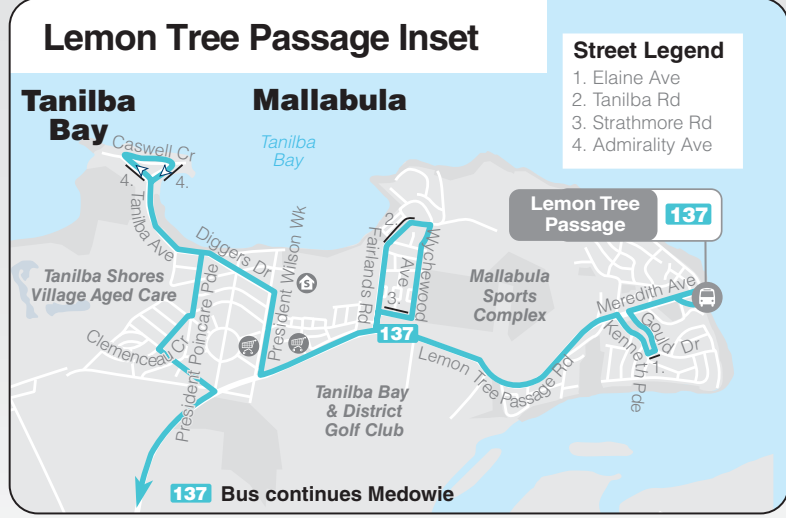 Lemon Tree Passage Inset
Street Legend
1. Elaine Ave
2. Tanilba Rd
3. Strathmore Rd
4. Admirality Ave
Tanilba
Bay
Mallabula
Tanilba
Bay
Caswell Cr
4.
4.
Tanilba Ave
Diggers Dr
President Wilson Wk
Fairlands Rd
2.
Ave
Wychewood
3.
Lemon Tree
Passage
137
Tanilba Shores
Village Aged Care
President Poincare Pde
Clemenceau Cr
S
Mallabula
Sports
Complex
Meredith Ave
Gould
Dr
1.
Kenneth Pde
137
Lemon Tree Passage Rd
Tanilba Bay
& District
Golf Club
137 Bus continues Medowie